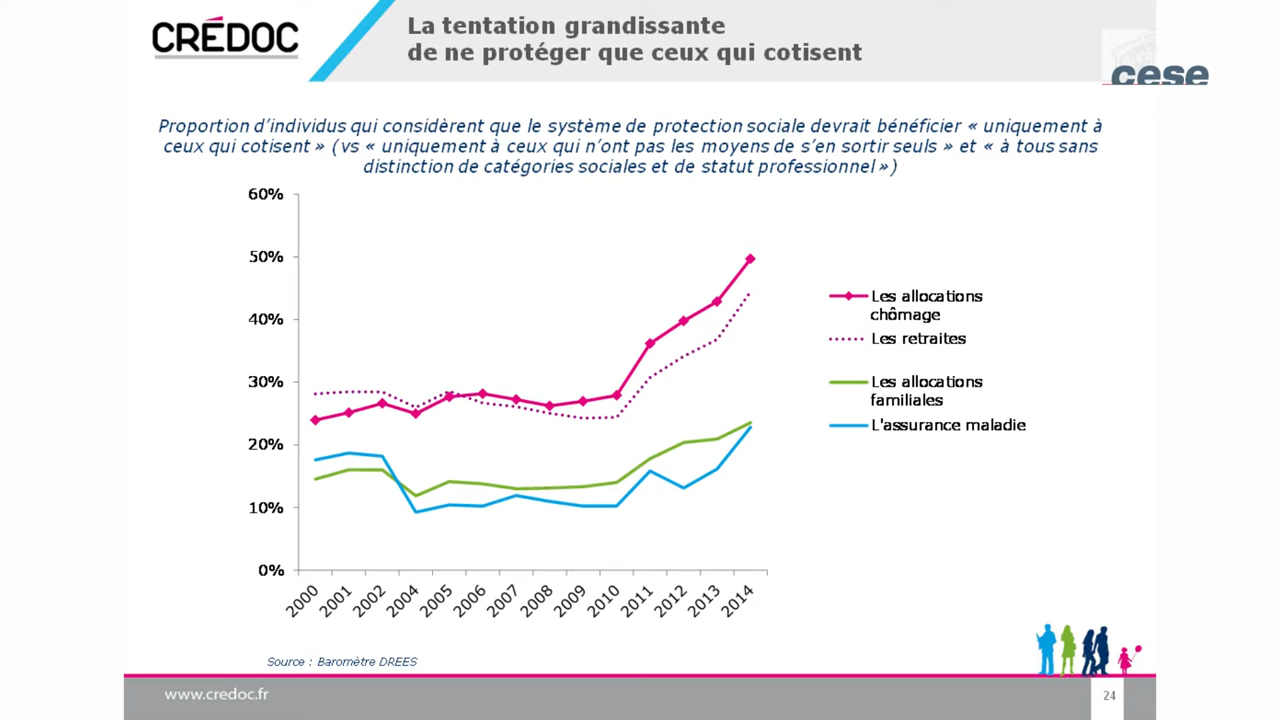 CRÉDOC
La tentation grandissante
de ne protéger que ceux qui cotisent
cese
Proportion d'individus qui considèrent que le système de protection sociale devrait bénéficier « uniquement à
ceux qui cotisent » (vs « uniquement à ceux qui n'ont pas les moyens de s'en sortir seuls » et « à tous sans
distinction de catégories sociales et de statut professionnel »)
60%
50%
40%
30%
20%
10%
0%
2000 2001 2002 2004 2005 2006 2007 2008 2009 2010 2011 2012 2013 2014
Les allocations
chômage
Les retraites
Les allocations
familiales
L'assurance maladie
Source : Baromètre DREES
www.credoc.fr
24